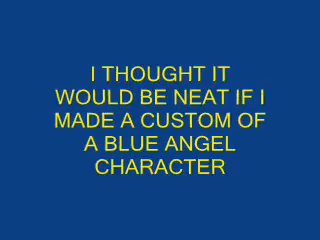 I THOUGHT IT
WOULD BE NEAT IF I
MADE A CUSTOM OF
A BLUE ANGEL
CHARACTER